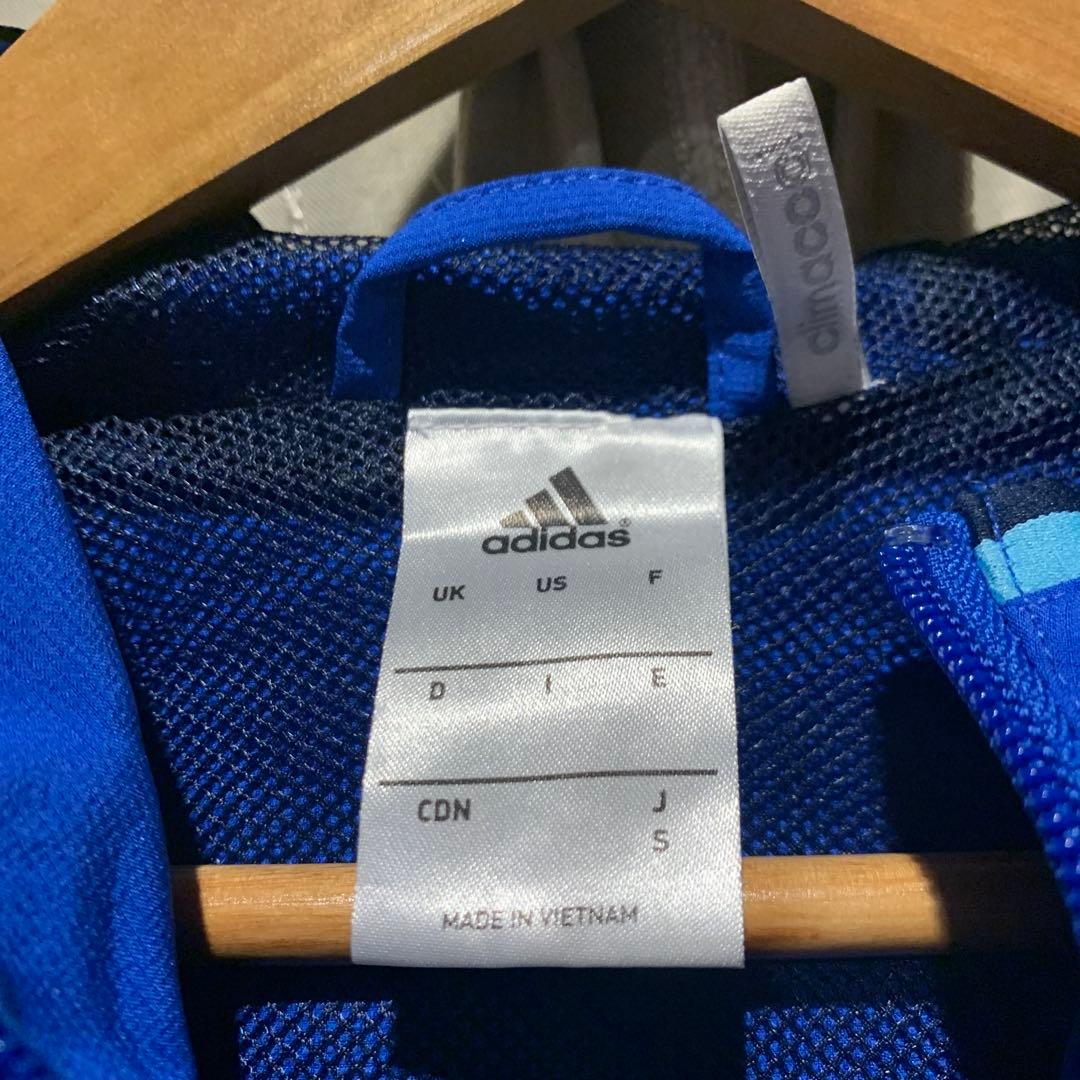 climacool®
adidas®
UK US F
D I E
CDN J
S
MADE IN VIETNAM